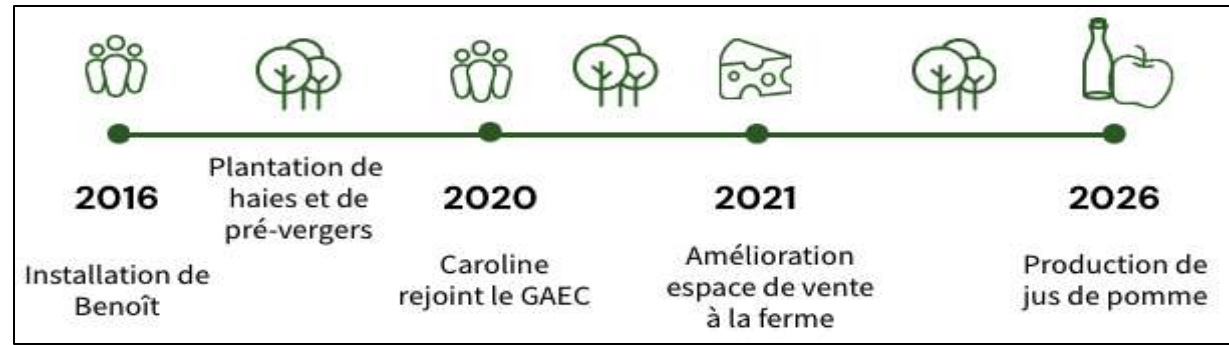 2016
Installation de
Benoît
Plantation de
haies et de
pré-vergers
2020
Caroline
rejoint le GAEC
2021
Amélioration
espace de vente
à la ferme
2026
Production de
jus de pomme